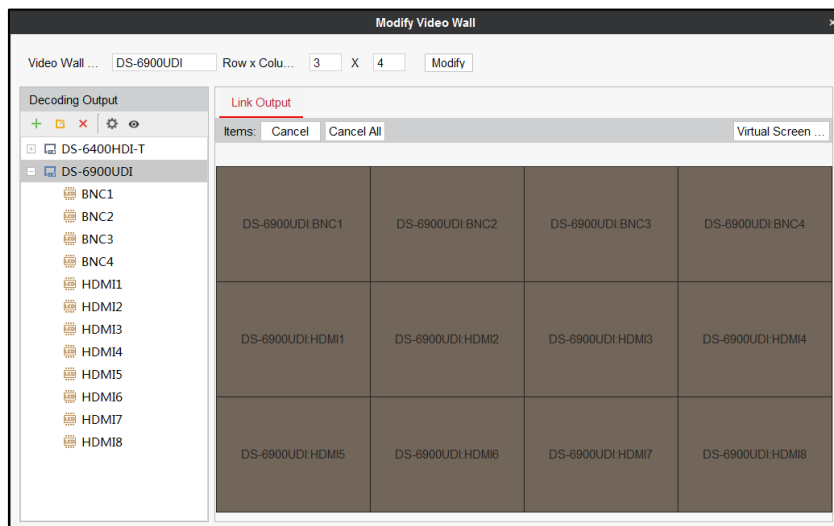 Modify Video Wall
Video Wall ... DS-6900UDI Row x Colu... 3 X 4 Modify
Decoding Output
Link Output
Items: Cancel Cancel All Virtual Screen ...
DS-6400HDI-T
DS-6900UDI
BNC1
BNC2
BNC3
BNC4
HDMI1
HDMI2
HDMI3
HDMI4
HDMI5
HDMI6
HDMI7
HDMI8
DS-6900UDI:BNC1 DS-6900UDI:BNC2 DS-6900UDI:BNC3 DS-6900UDI:BNC4
DS-6900UDI:HDMI1 DS-6900UDI:HDMI2 DS-6900UDI:HDMI3 DS-6900UDI:HDMI4
DS-6900UDI:HDMI5 DS-6900UDI:HDMI6 DS-6900UDI:HDMI7 DS-6900UDI:HDMI8